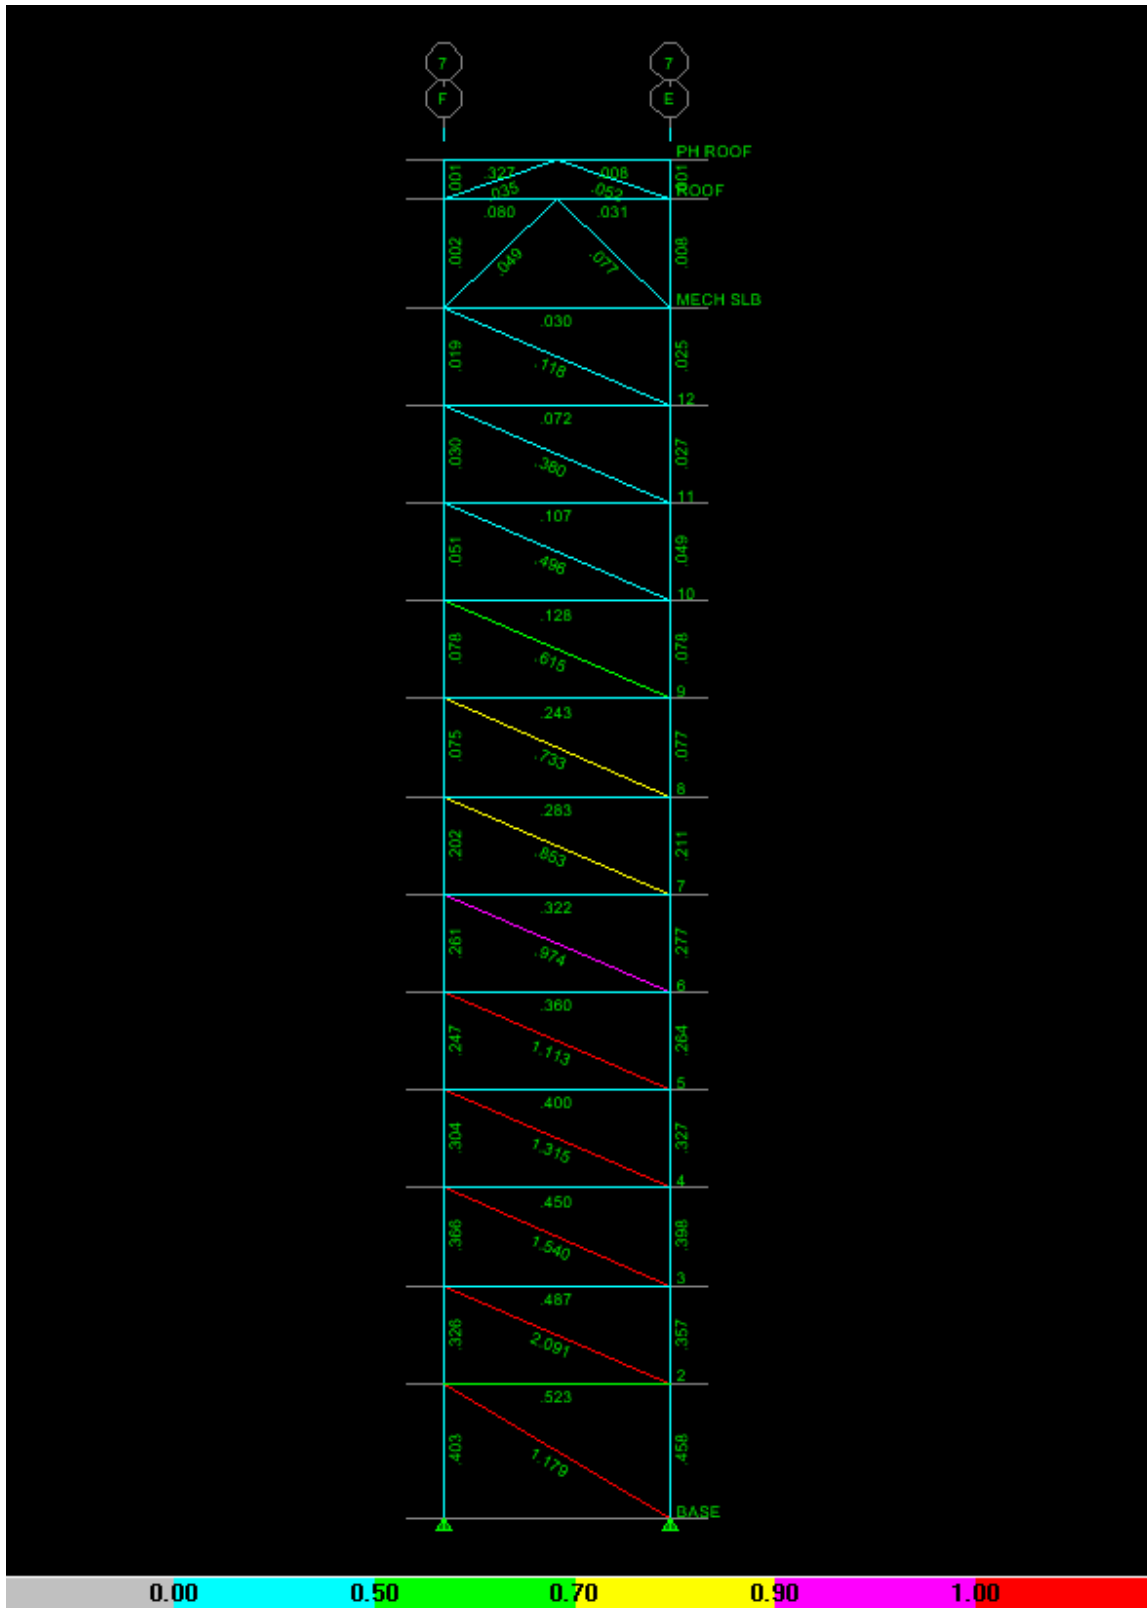 7 7
F E
PH ROOF
.001 .327 .008 .001
.035 .052 ROOF
.080 .031
.002 .049 .077 .008
MECH SLB
.030
.019 .118 .025
12
.072
.030 .380 .027
11
.107
.051 .496 .049
10
.128
.078 .615 .078
9
.243
.075 .733 .077
8
.283
.202 .853 .211
7
.322
.261 .974 .277
6
.360
.247 1.113 .264
5
.400
.304 1.315 .327
4
.450
.366 1.540 .398
3
.487
.326 2.091 .357
2
.523
.403 1.179 .458
BASE
0.00 0.50 0.70 0.90 1.00